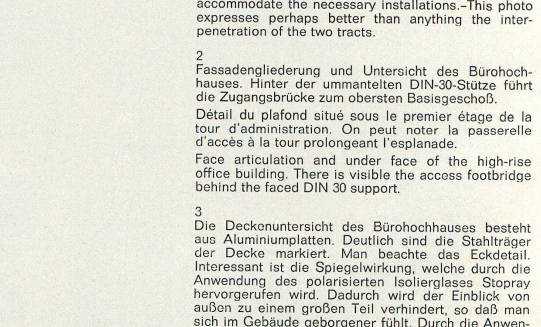 accommodate the necessary installations.–This photo
expresses perhaps better than anything the inter-
penetration of the two tracts.
2
Fassadengliederung und Untersicht des Bürohoch-
hauses. Hinter der ummantelten DIN-30-Stütze führt
die Zugangsbrücke zum obersten Basisgeschoß.
Détail du plafond situé sous le premier étage de la
tour d'administration. On peut noter la passerelle
d'accès à la tour prolongeant l'esplanade.
Face articulation and under face of the high-rise
office building. There is visible the access footbridge
behind the faced DIN 30 support.
3
Die Deckenuntersicht des Bürohochhauses besteht
aus Aluminiumplatten. Deutlich sind die Stahlträger
der Decke markiert. Man beachte das Eckdetail.
Interessant ist die Spiegelwirkung, welche durch die
Anwendung des polarisierten Isolierglases Stopray
hervorgerufen wird. Dadurch wird der Einblick von
außen zu einem großen Teil verhindert, so daß man
sich im Gebäude geborgener fühlt. Durch die Anwen-